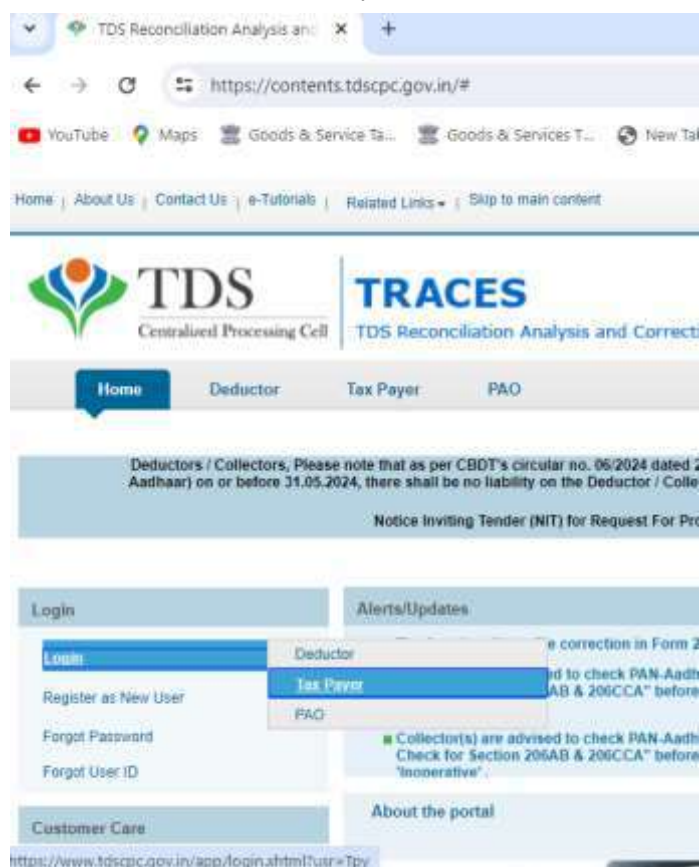 TDS Reconciliation Analysis an
https://contents.tdscpc.gov.in/#
YouTube Maps Goods & Service Ta... Goods & Services T... New Tal
Home | About Us | Contact Us | e-Tutorials | Related Links | Skip to main content
TDS
Centralized Processing Cell
TRACES
TDS Reconciliation Analysis and Correcti
Home Deductor Tax Payer PAO
Deductors / Collectors, Please note that as per CBDT's circular no. 06/2024 dated 2
Aadhaar) on or before 31.05.2024, there shall be no liability on the Deductor / Colle
Notice Inviting Tender (NIT) for Request For Pro
Login
Login
Register as New User
Forgot Password
Forgot User ID
Deductor
Tax Payer
PAO
Customer Care
Alerts/Updates
e correction in Form 2
ed to check PAN-Aadh
AB & 206CCA" before
Collector(s) are advised to check PAN-Aadh
Check for Section 206AB & 206CCA" before
'Inoperative'.
About the portal
https://www.tdscpc.gov.in/app/login.xhtml?usr=Tpy